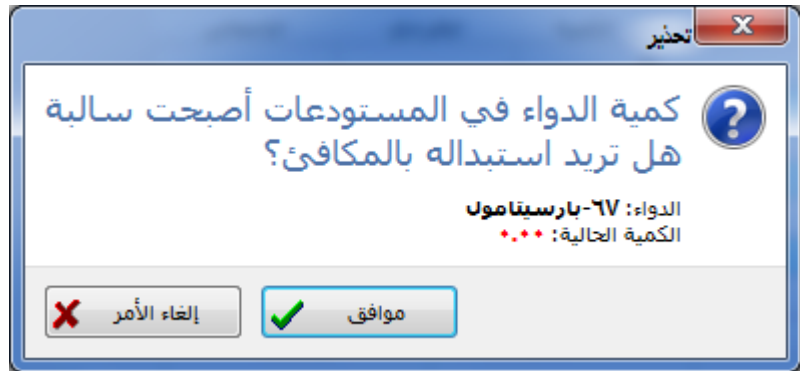 تحذير
كمية الدواء في المستودعات أصبحت سالبة
هل تريد استبداله بالمكافئ؟
الدواء: ٦٧-بارسيتامول
الكمية الحالية: ٠.٠٠
موافق
إلغاء الأمر